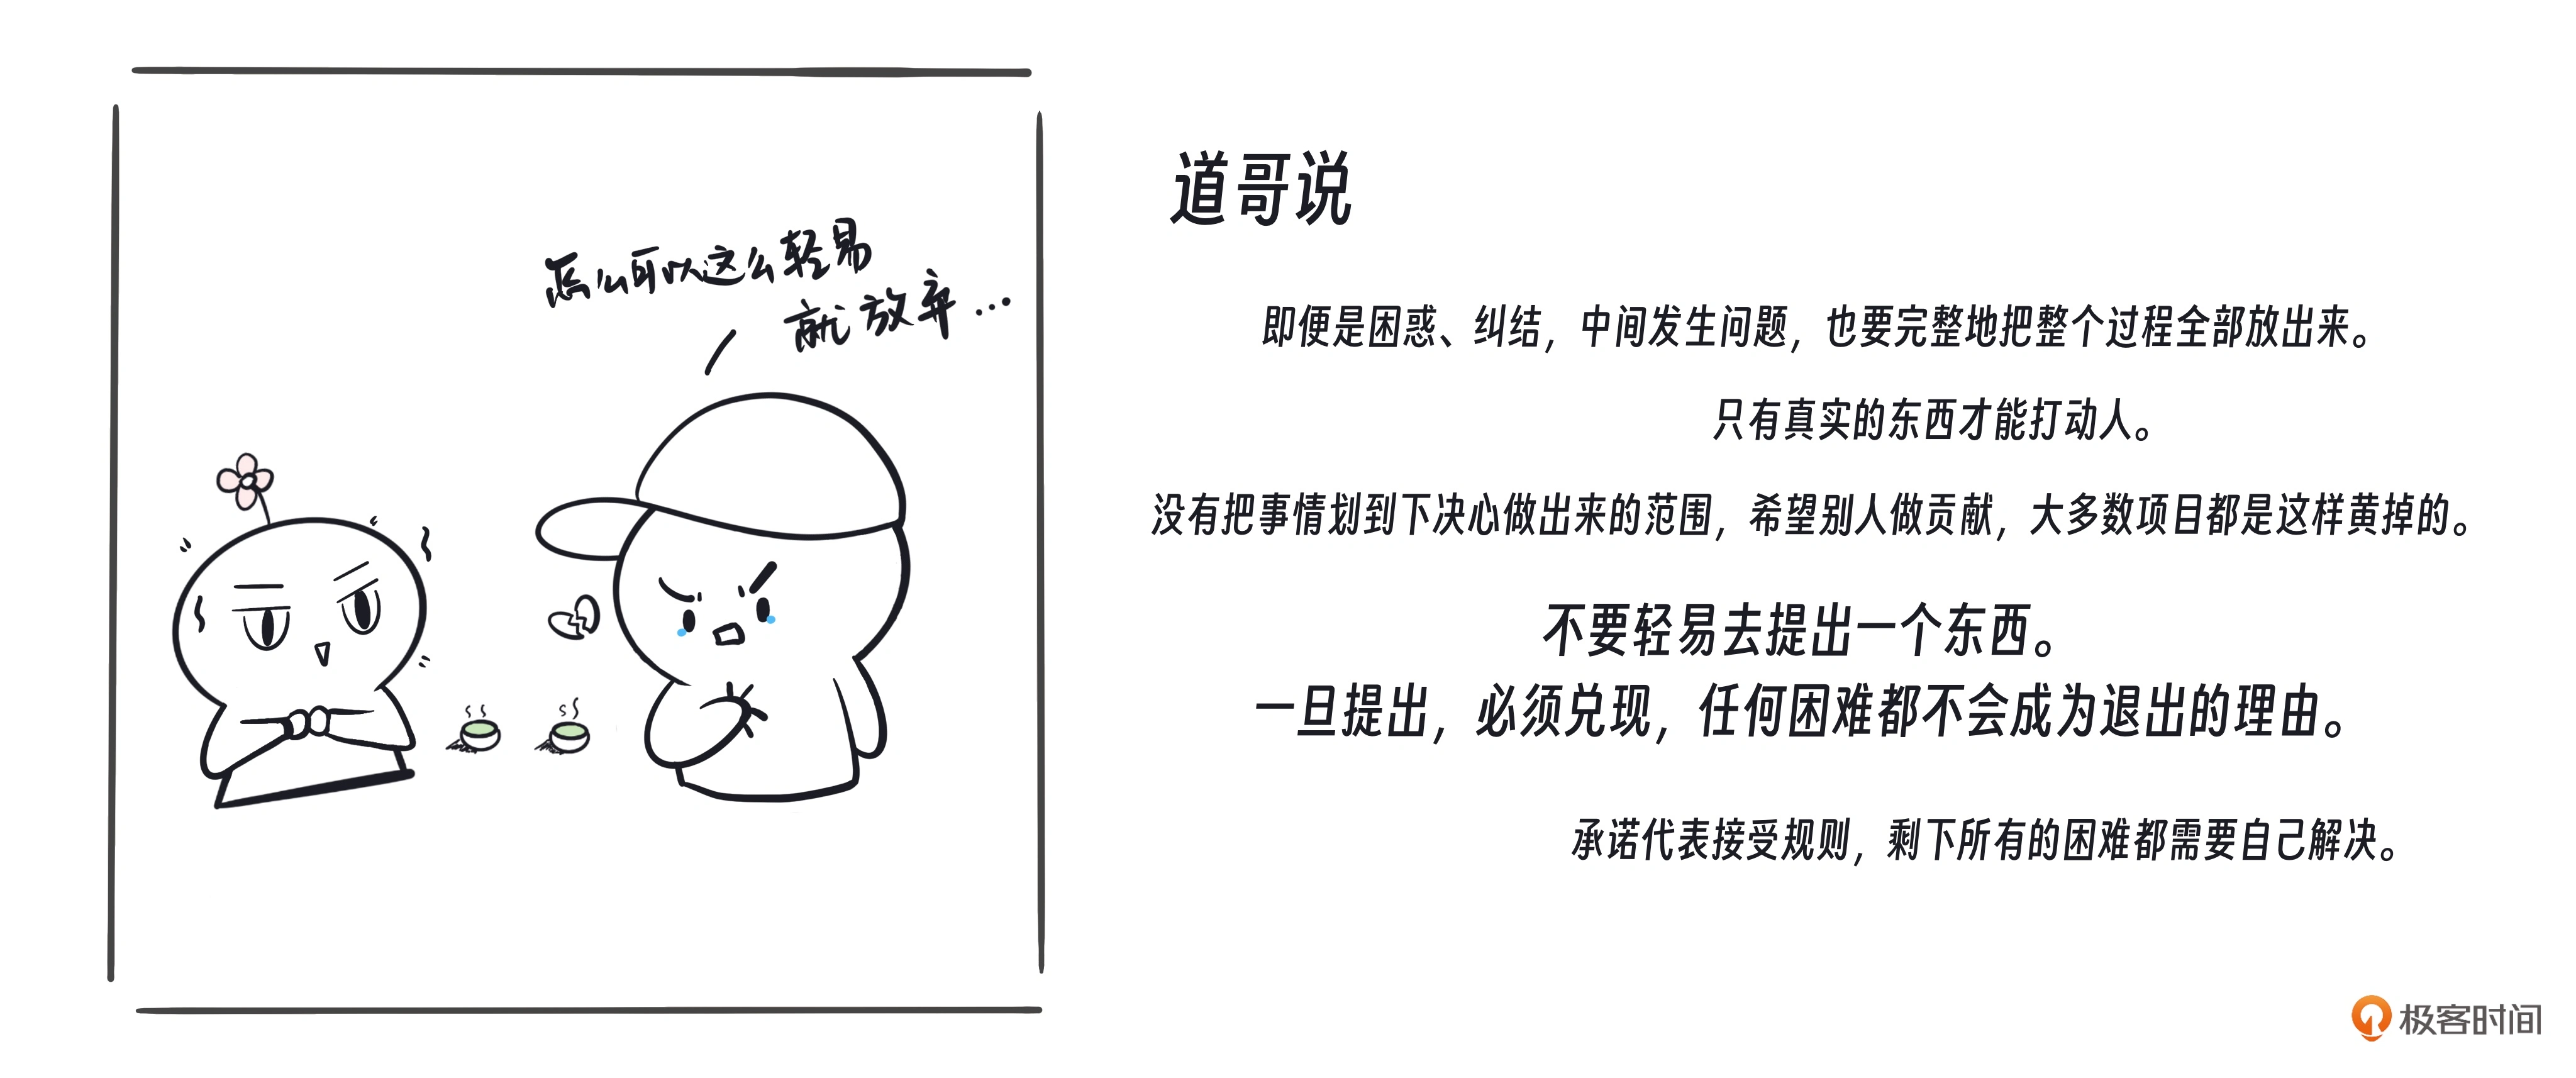 怎么可以这么轻易
就放弃...
道哥说
即便是困惑、纠结，中间发生问题，也要完整地把整个过程全部放出来。
只有真实的东西才能打动人。
没有把事情划到下决心做出来的范围，希望别人做贡献，大多数项目都是这样黄掉的。
不要轻易去提出一个东西。
一旦提出，必须兑现，任何困难都不会成为退出的理由。
承诺代表接受规则，剩下所有的困难都需要自己解决。
极客时间